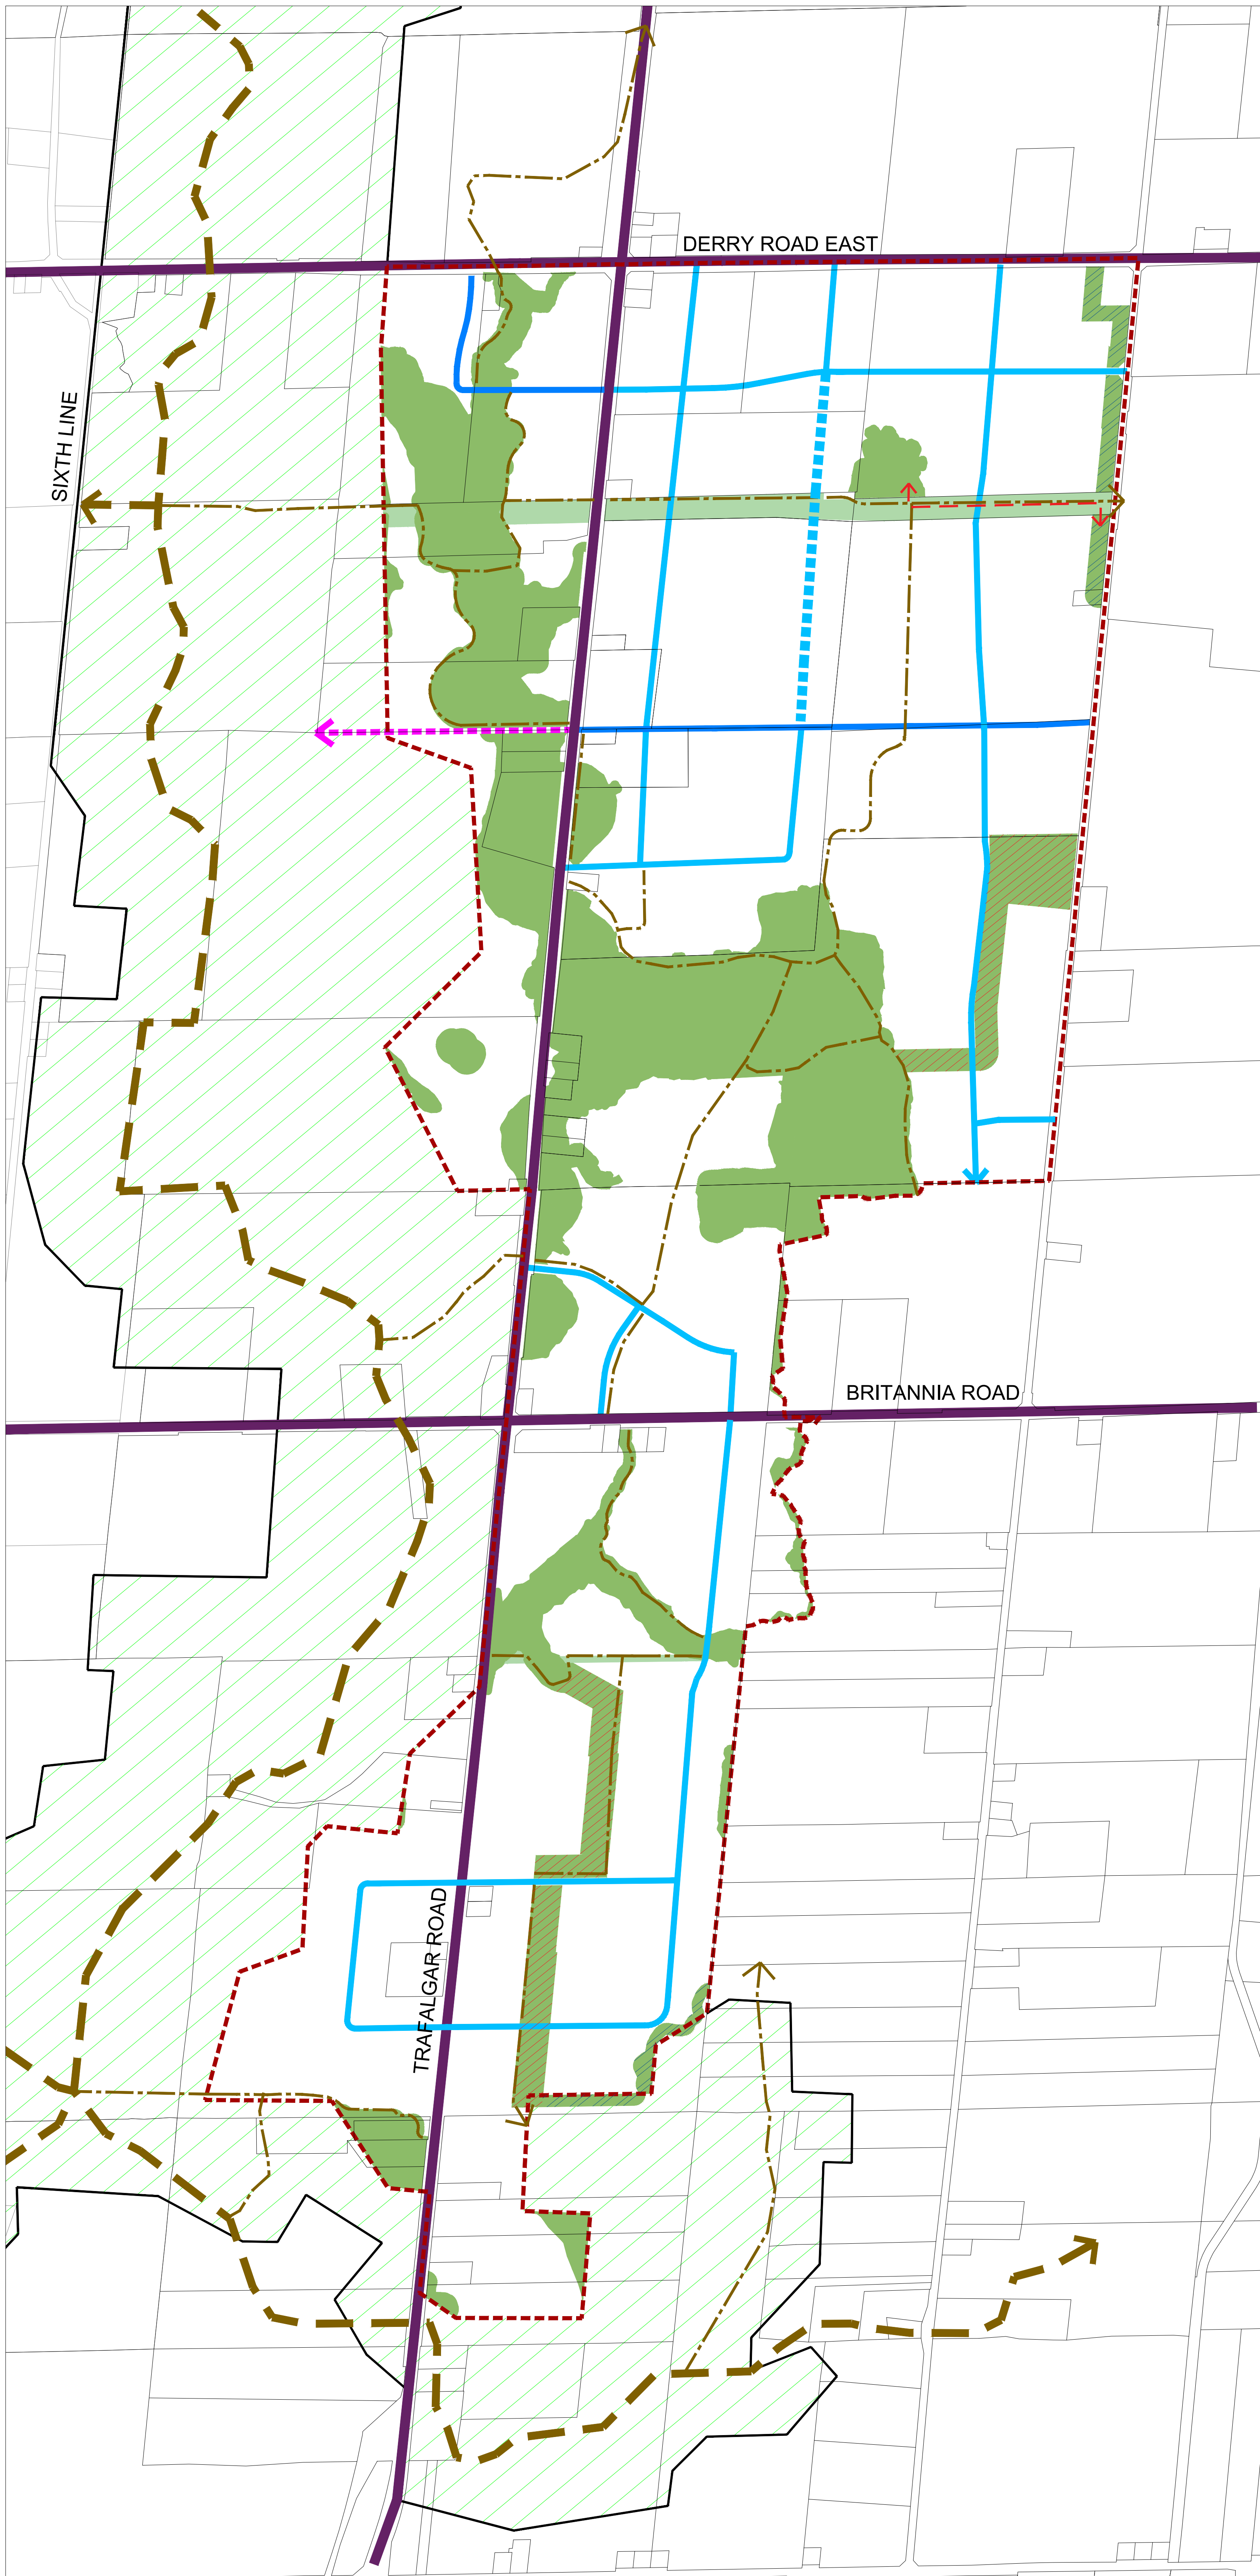 DERRY ROAD EAST
SIXTH LINE
BRITANNIA ROAD
TRAFALGAR ROAD